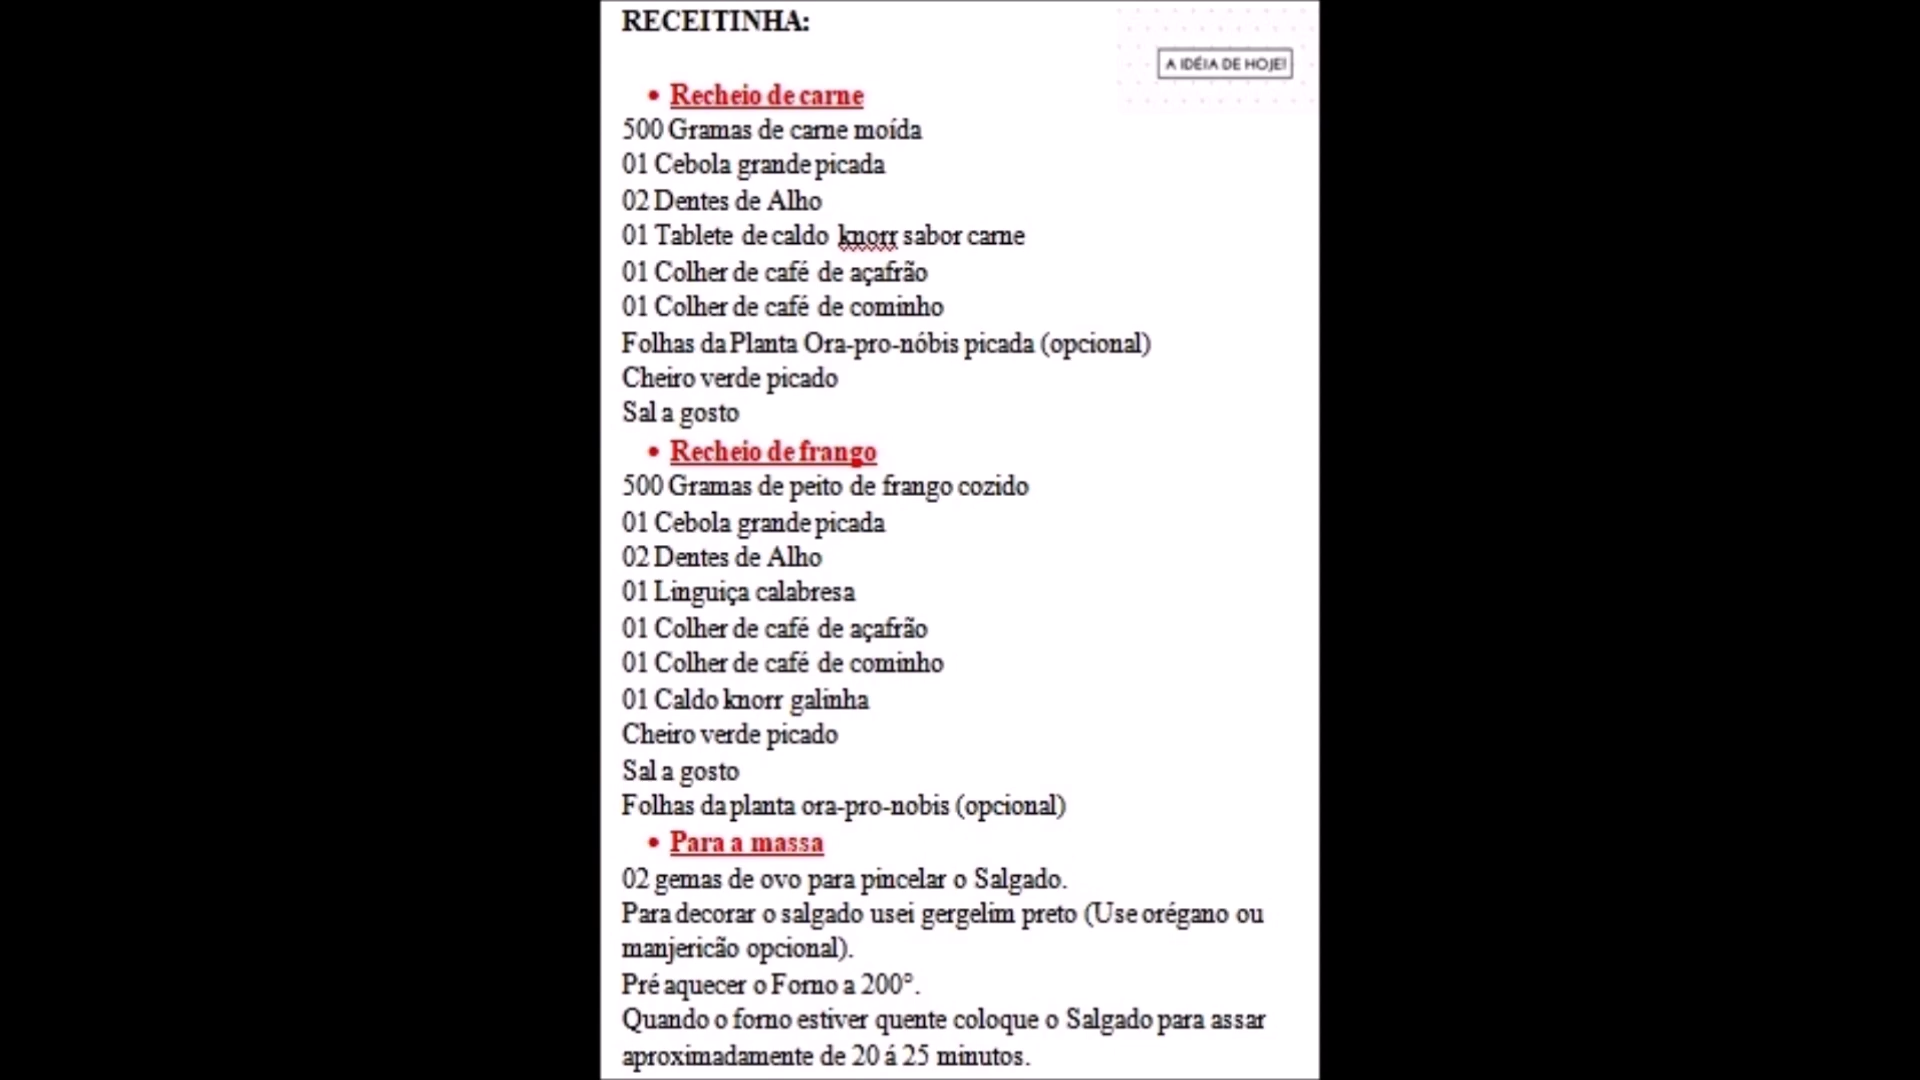 RECEITINHA:
A IDÉIA DE HOJE!
• Recheio de carne
500 Gramas de carne moída
01 Cebola grande picada
02 Dentes de Alho
01 Tablete de caldo knorr sabor carne
01 Colher de café de açafrão
01 Colher de café de cominho
Folhas da Planta Ora-pro-nóbis picada (opcional)
Cheiro verde picado
Sal a gosto
• Recheio de frango
500 Gramas de peito de frango cozido
01 Cebola grande picada
02 Dentes de Alho
01 Linguiça calabresa
01 Colher de café de açafrão
01 Colher de café de cominho
01 Caldo knorr galinha
Cheiro verde picado
Sal a gosto
Folhas da planta ora-pro-nobis (opcional)
• Para a massa
02 gemas de ovo para pincelar o Salgado.
Para decorar o salgado usei gergelim preto (Use orégano ou
manjericão opcional).
Pré aquecer o Forno a 200°.
Quando o forno estiver quente coloque o Salgado para assar
aproximadamente de 20 á 25 minutos.